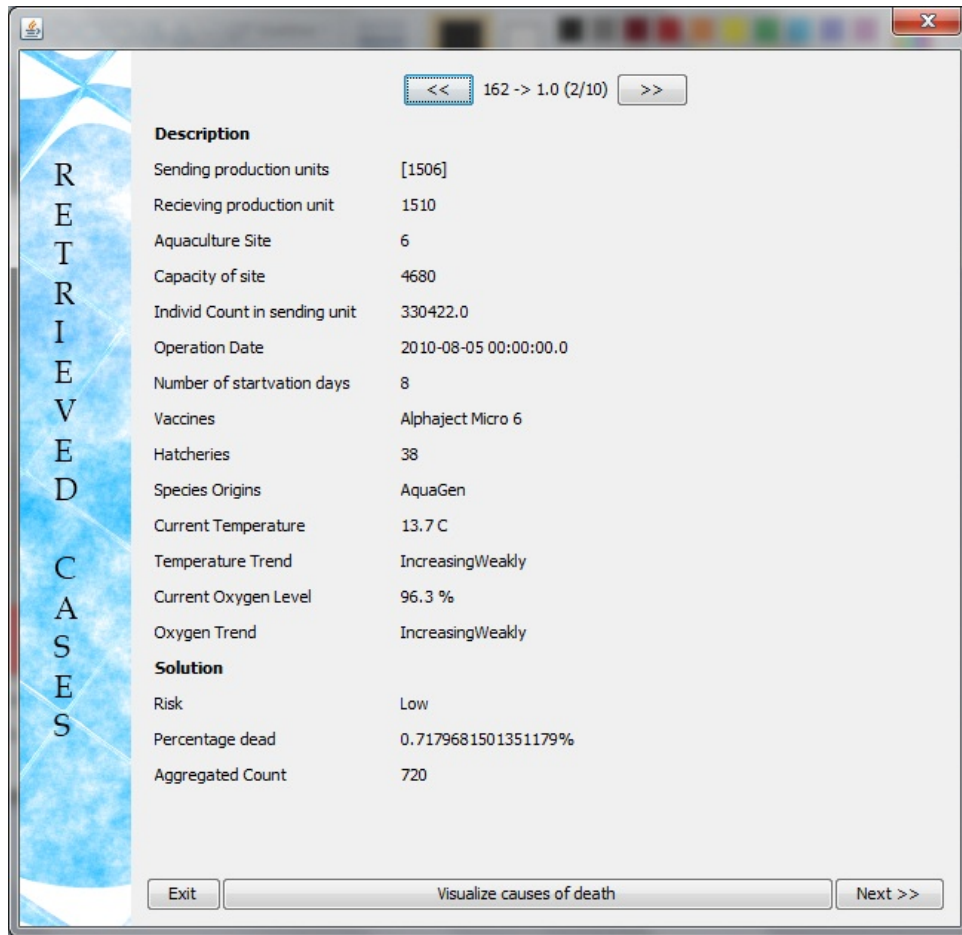 << 162 -> 1.0 (2/10) >>
RETRIEVED CASES
Description
Sending production units [1506]
Recieving production unit 1510
Aquaculture Site 6
Capacity of site 4680
Individ Count in sending unit 330422.0
Operation Date 2010-08-05 00:00:00.0
Number of startvation days 8
Vaccines Alphaject Micro 6
Hatcheries 38
Species Origins AquaGen
Current Temperature 13.7 C
Temperature Trend IncreasingWeakly
Current Oxygen Level 96.3 %
Oxygen Trend IncreasingWeakly
Solution
Risk Low
Percentage dead 0.7179681501351179%
Aggregated Count 720
Exit Visualize causes of death Next >>